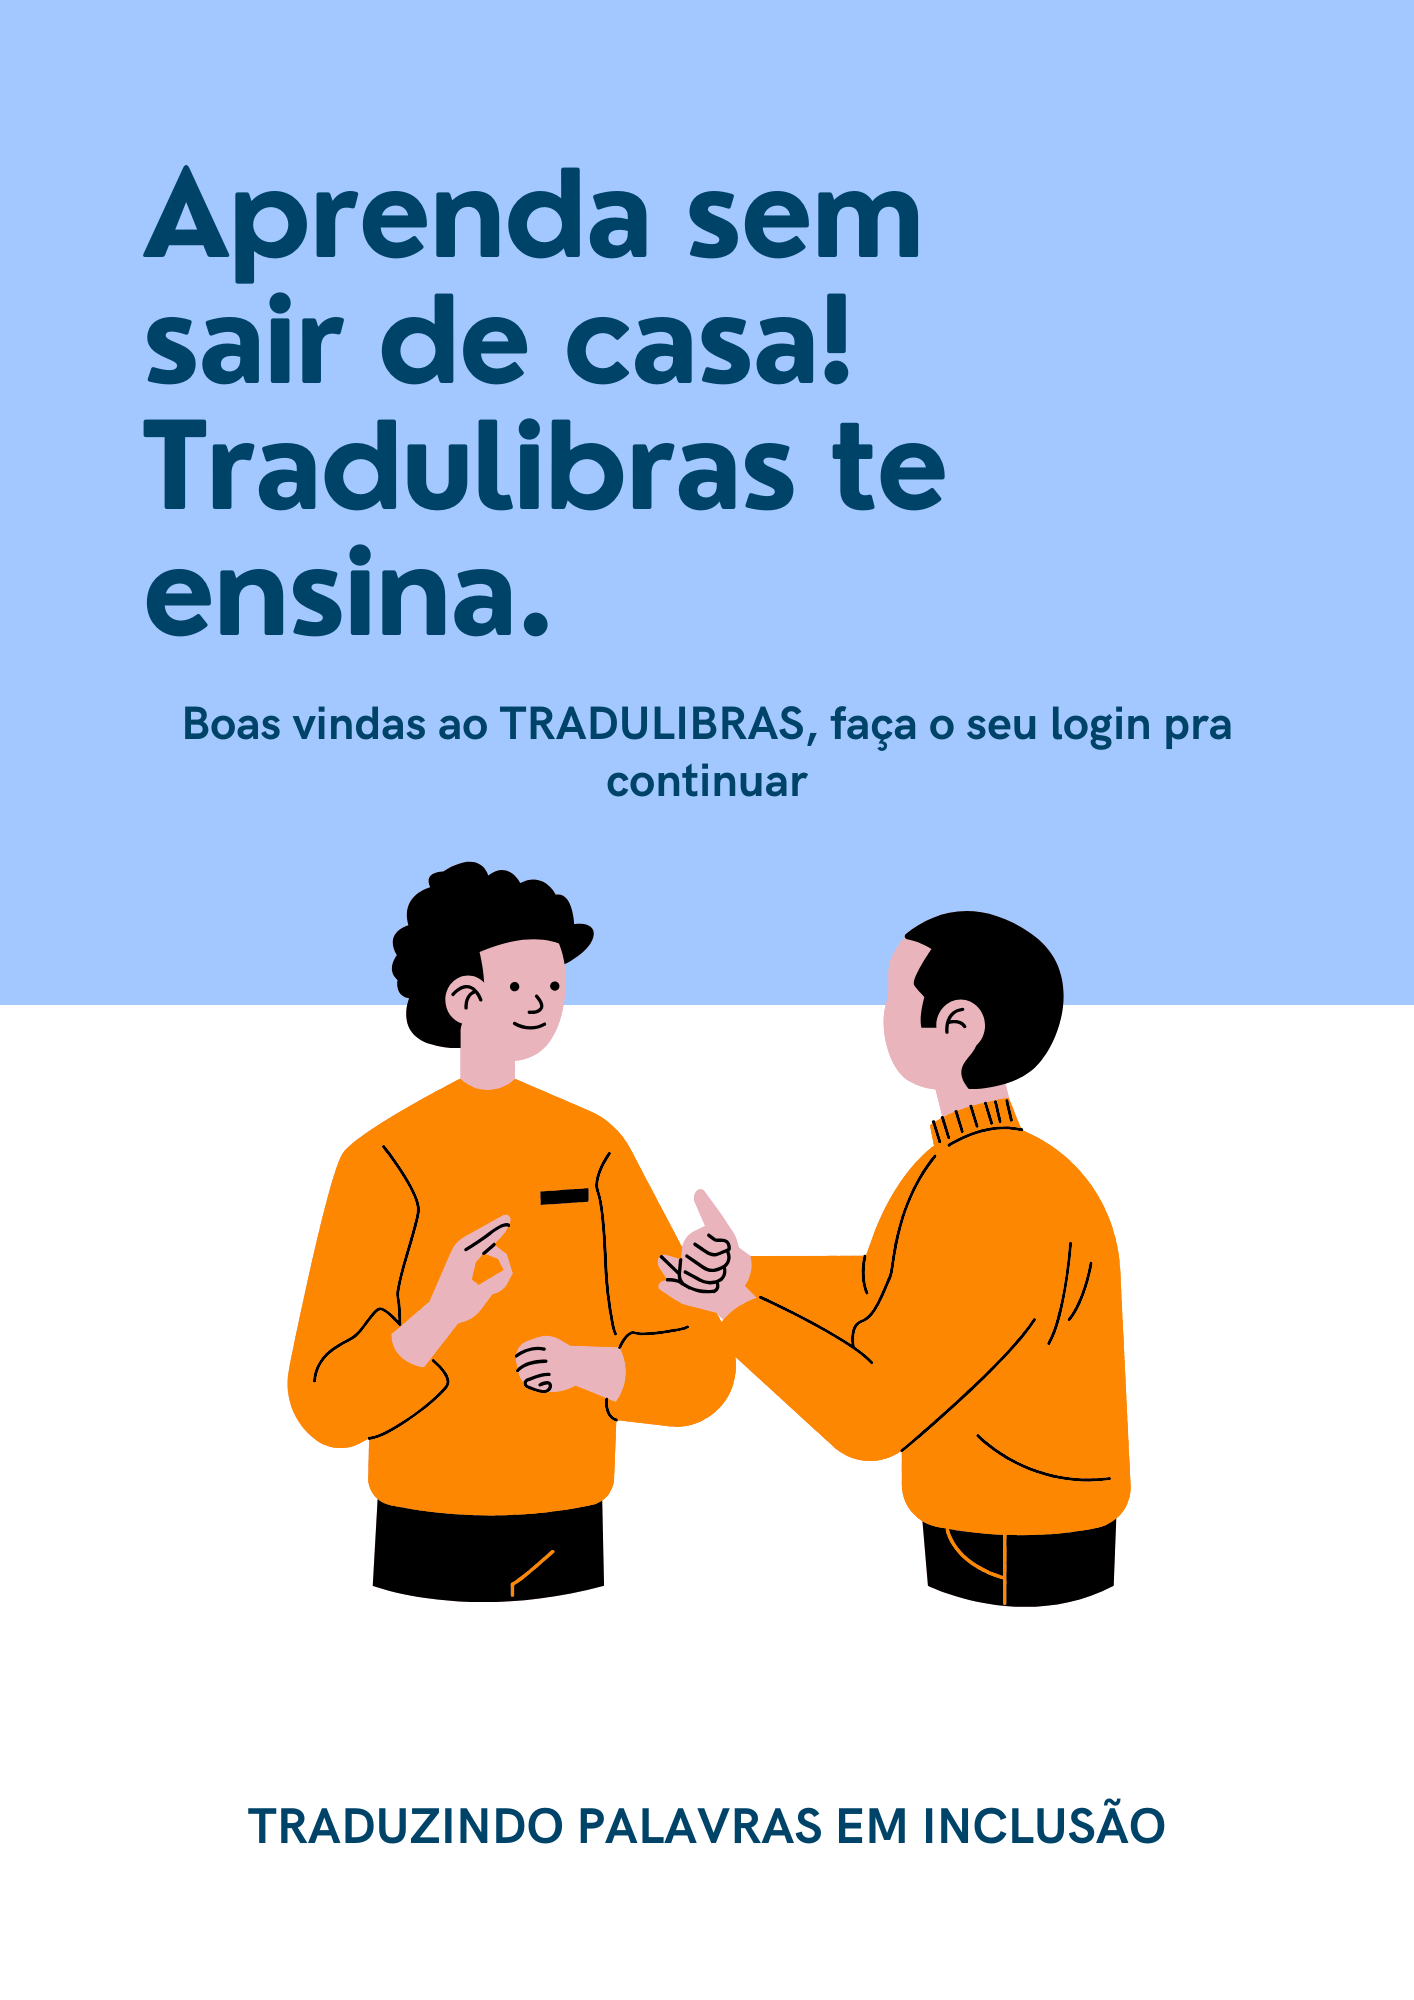 Aprenda sem
sair de casa!
Tradulibras te
ensina.
Boas vindas ao TRADULIBRAS, faça o seu login pra
continuar
TRADUZINDO PALAVRAS EM INCLUSÃO